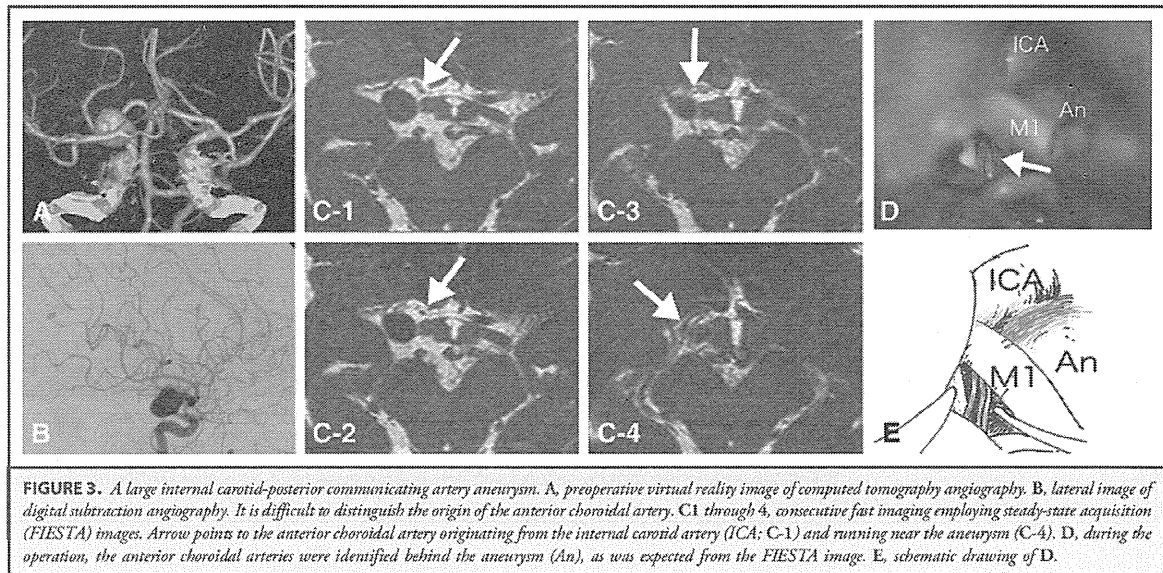 A
C-1
C-3
ICA
An
M1
D
B
C-2
C-4
ICA
An
M1
E
FIGURE 3. A large internal carotid-posterior communicating artery aneurysm. A, preoperative virtual reality image of computed tomography angiography. B, lateral image of
digital subtraction angiography. It is difficult to distinguish the origin of the anterior choroidal artery. C1 through 4, consecutive fast imaging employing steady-state acquisition
(FIESTA) images. Arrow points to the anterior choroidal artery originating from the internal carotid artery (ICA; C-1) and running near the aneurysm (C-4). D, during
the operation, the anterior choroidal arteries were identified behind the aneurysm (An), as was expected from the FIESTA image. E, schematic drawing of D.